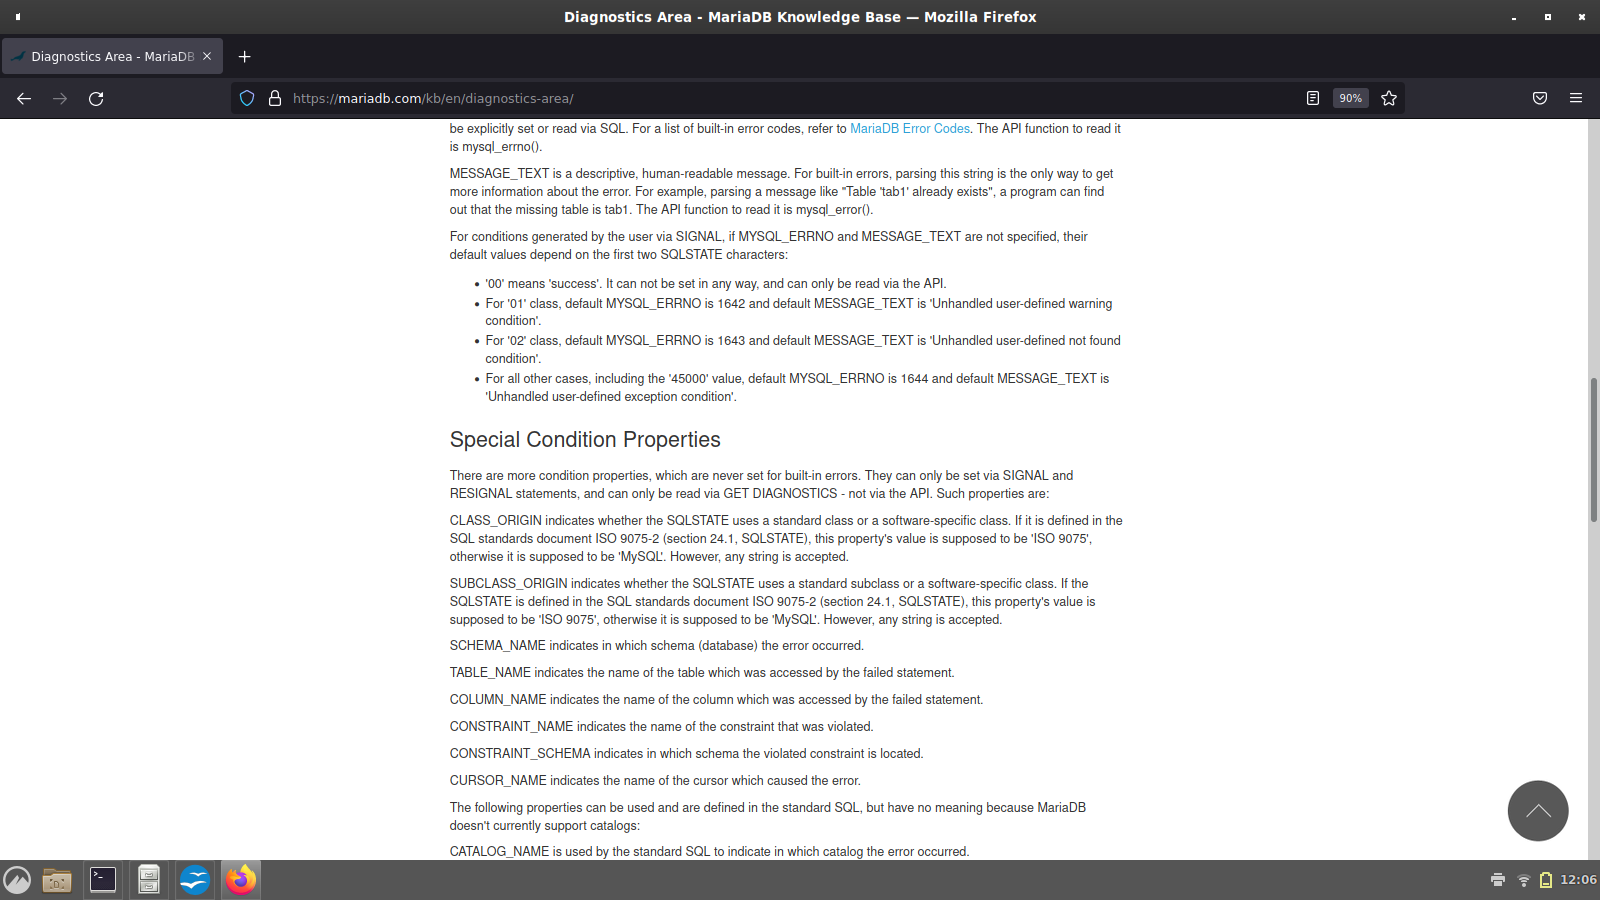 Diagnostics Area - MariaDB Knowledge Base — Mozilla Firefox
Diagnostics Area - MariaDB
https://mariadb.com/kb/en/diagnostics-area/
90%
be explicitly set or read via SQL. For a list of built-in error codes, refer to MariaDB Error Codes. The API function to read it
is mysql_errno().
MESSAGE_TEXT is a descriptive, human-readable message. For built-in errors, parsing this string is the only way to get
more information about the error. For example, parsing a message like "Table 'tab1' already exists", a program can find
out that the missing table is tab1. The API function to read it is mysql_error().
For conditions generated by the user via SIGNAL, if MYSQL_ERRNO and MESSAGE_TEXT are not specified, their
default values depend on the first two SQLSTATE characters:
• '00' means 'success'. It can not be set in any way, and can only be read via the API.
• For '01' class, default MYSQL_ERRNO is 1642 and default MESSAGE_TEXT is 'Unhandled user-defined warning
condition'.
• For '02' class, default MYSQL_ERRNO is 1643 and default MESSAGE_TEXT is 'Unhandled user-defined not found
condition'.
• For all other cases, including the '45000' value, default MYSQL_ERRNO is 1644 and default MESSAGE_TEXT is
'Unhandled user-defined exception condition'.
Special Condition Properties
There are more condition properties, which are never set for built-in errors. They can only be set via SIGNAL and
RESIGNAL statements, and can only be read via GET DIAGNOSTICS - not via the API. Such properties are:
CLASS_ORIGIN indicates whether the SQLSTATE uses a standard class or a software-specific class. If it is defined in the
SQL standards document ISO 9075-2 (section 24.1, SQLSTATE), this property's value is supposed to be 'ISO 9075',
otherwise it is supposed to be 'MySQL'. However, any string is accepted.
SUBCLASS_ORIGIN indicates whether the SQLSTATE uses a standard subclass or a software-specific class. If the
SQLSTATE is defined in the SQL standards document ISO 9075-2 (section 24.1, SQLSTATE), this property's value is
supposed to be 'ISO 9075', otherwise it is supposed to be 'MySQL'. However, any string is accepted.
SCHEMA_NAME indicates in which schema (database) the error occurred.
TABLE_NAME indicates the name of the table which was accessed by the failed statement.
COLUMN_NAME indicates the name of the column which was accessed by the failed statement.
CONSTRAINT_NAME indicates the name of the constraint that was violated.
CONSTRAINT_SCHEMA indicates in which schema the violated constraint is located.
CURSOR_NAME indicates the name of the cursor which caused the error.
The following properties can be used and are defined in the standard SQL, but have no meaning because MariaDB
doesn't currently support catalogs:
CATALOG_NAME is used by the standard SQL to indicate in which catalog the error occurred.
12:06